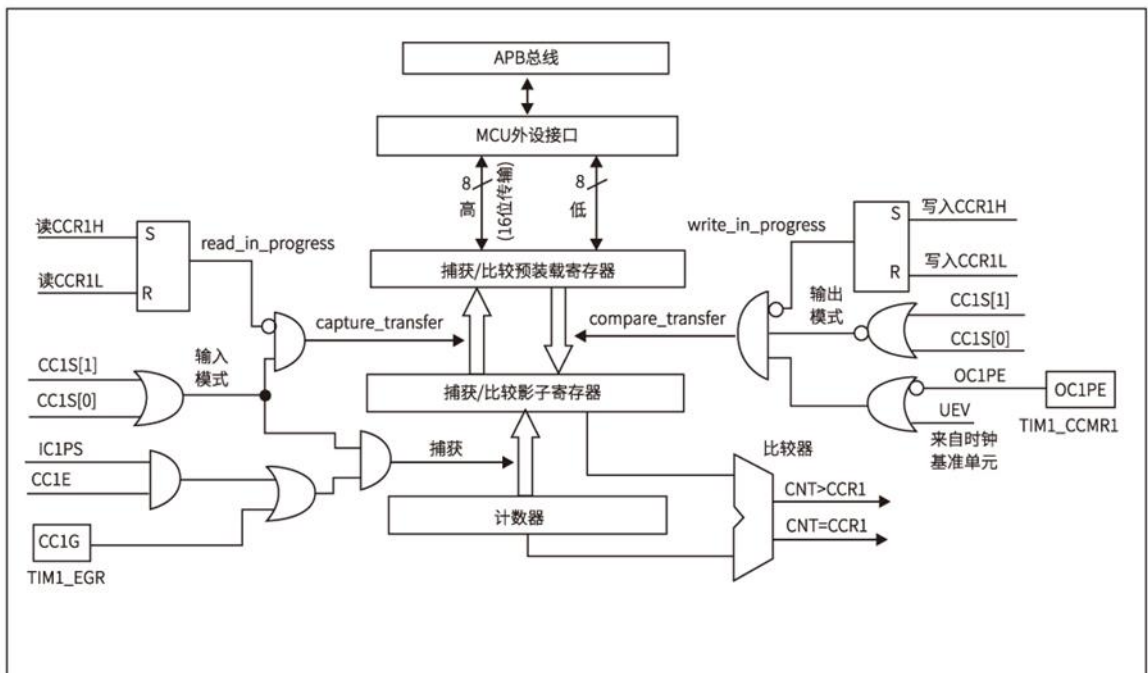 APB总线
MCU外设接口
8
高
(16位传输)
8
低
读CCR1H
S
read_in_progress
读CCR1L
R
write_in_progress
S
写入CCR1H
R
写入CCR1L
捕获/比较预装载寄存器
capture_transfer
compare_transfer
输出
模式
CC1S[1]
CC1S[0]
CC1S[1]
输入
模式
CC1S[0]
捕获/比较影子寄存器
OC1PE
OC1PE
UEV
TIM1_CCMR1
来自时钟
基准单元
IC1PS
捕获
CC1E
比较器
CNT>CCR1
计数器
CNT=CCR1
CC1G
TIM1_EGR